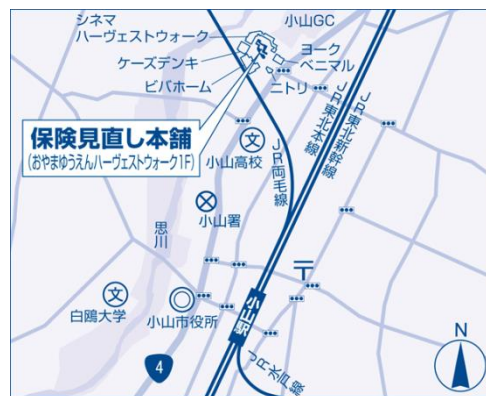 シネマ
ハーヴェストウォーク
ケーズデンキ
ビバホーム
小山GC
ヨーク
ベニマル
ニトリ
保険見直し本舗
(おやまゆうえんハーヴェストウォーク1F)
文
小山高校
JR両毛線
JR東北本線
JR東北新幹線
小山署
思川
〒
文
白鴎大学
小山市役所
小山駅
4
JR水戸線
N